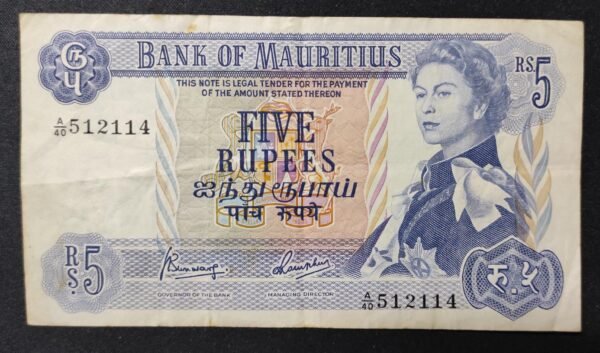 ரூ
௫
BANK OF MAURITIUS
RS 5
THIS NOTE IS LEGAL TENDER FOR THE PAYMENT
OF THE AMOUNT STATED THEREON
A/40 512114
FIVE
RUPEES
ஐந்து ரூபாய்
पांच रुपये
RS. 5
GOVERNOR OF THE BANK
MANAGING DIRECTOR
A/40 512114
रु. ५